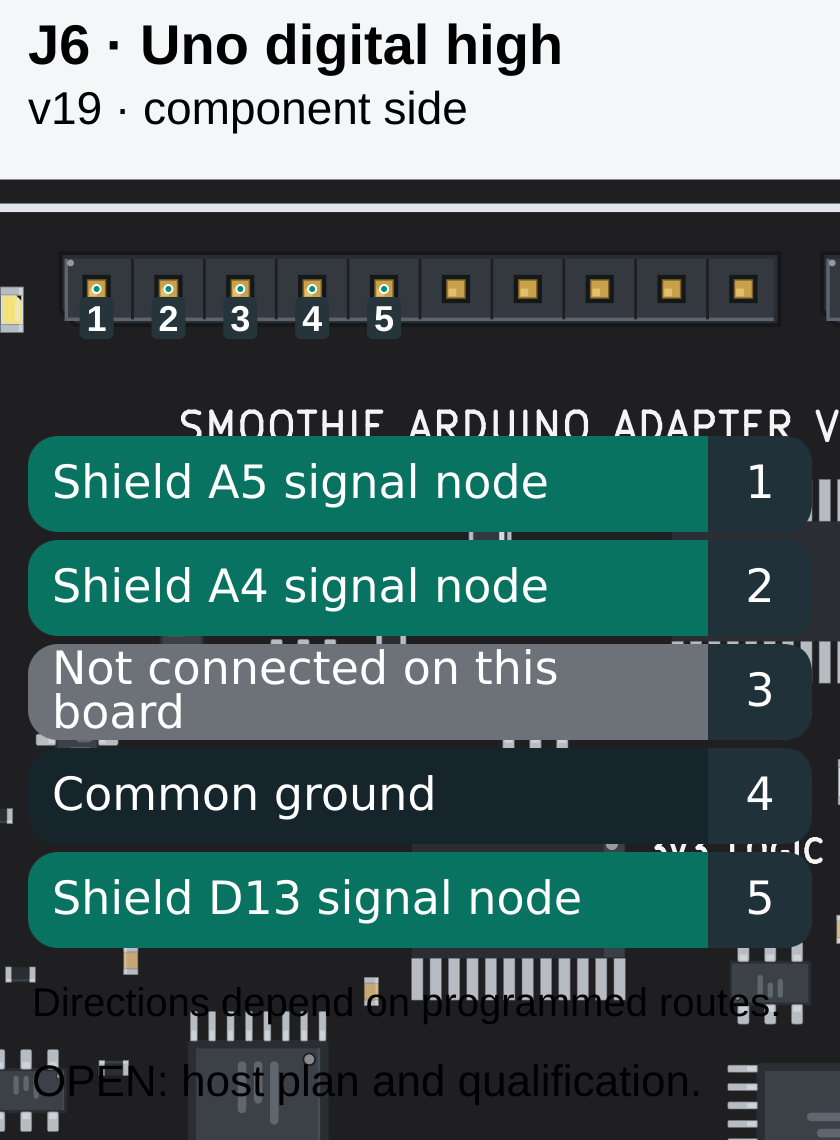 J6 · Uno digital high
v19 · component side
1 2 3 4 5
SMOOTHIE ARDUINO ADAPTER V
Shield A5 signal node 1
Shield A4 signal node 2
Not connected on this
board
3
Common ground 4
3V3 LOGIC
Shield D13 signal node 5
Directions depend on programmed routes.
OPEN: host plan and qualification.